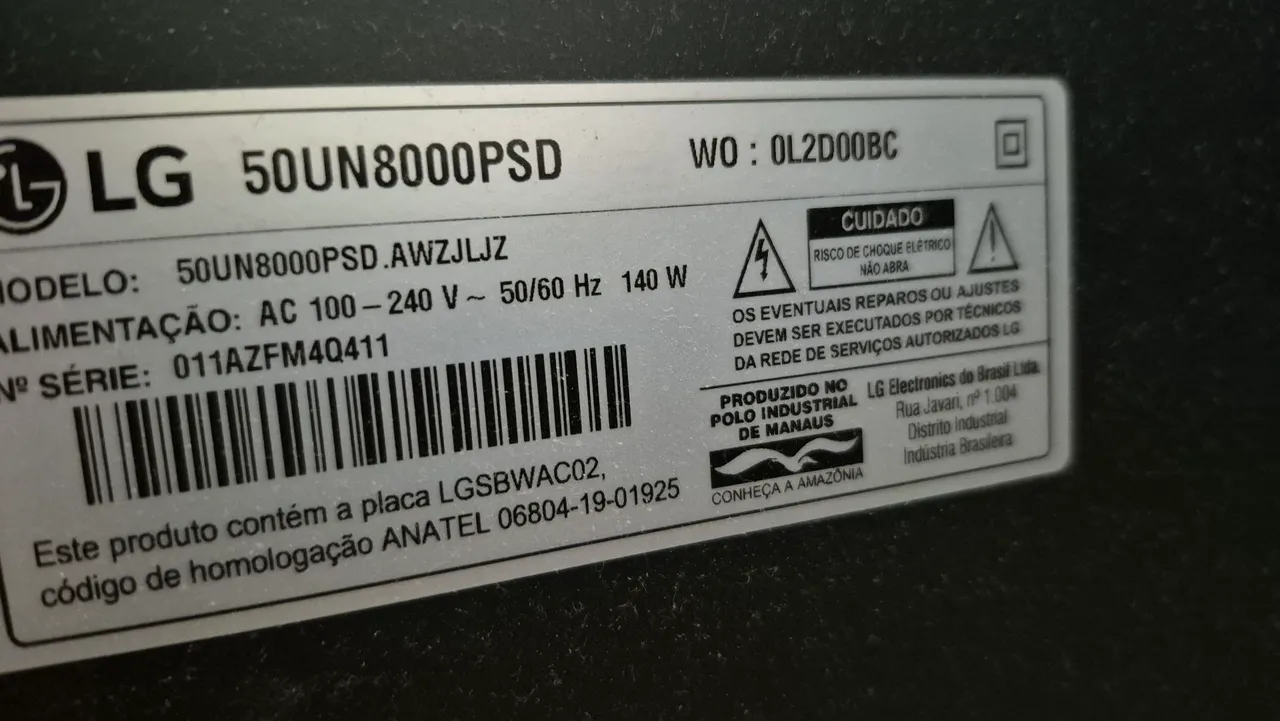 LG 50UN8000PSD WO : 0L2D00BC
MODELO: 50UN8000PSD.AWZJLJZ
ALIMENTAÇÃO: AC 100 – 240 V ~ 50/60 Hz 140 W
Nº SÉRIE: 011AZFM4Q411
Este produto contém a placa LGSBWAC02,
código de homologação ANATEL 06804-19-01925
CUIDADO
RISCO DE CHOQUE ELÉTRICO
NÃO ABRA
OS EVENTUAIS REPAROS OU AJUSTES
DEVEM SER EXECUTADOS POR TÉCNICOS
DA REDE DE SERVIÇOS AUTORIZADOS LG
PRODUZIDO NO
POLO INDUSTRIAL
DE MANAUS
CONHEÇA A AMAZÔNIA
LG Electronics do Brasil Ltda.
Rua Javari, nº 1.004
Distrito Industrial
Indústria Brasileira